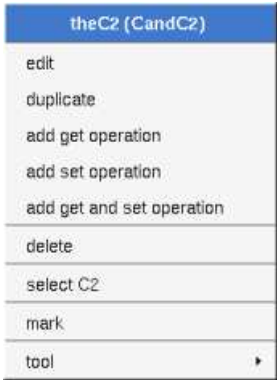 theC2 (CandC2)
edit
duplicate
add get operation
add set operation
add get and set operation
delete
select C2
mark
tool